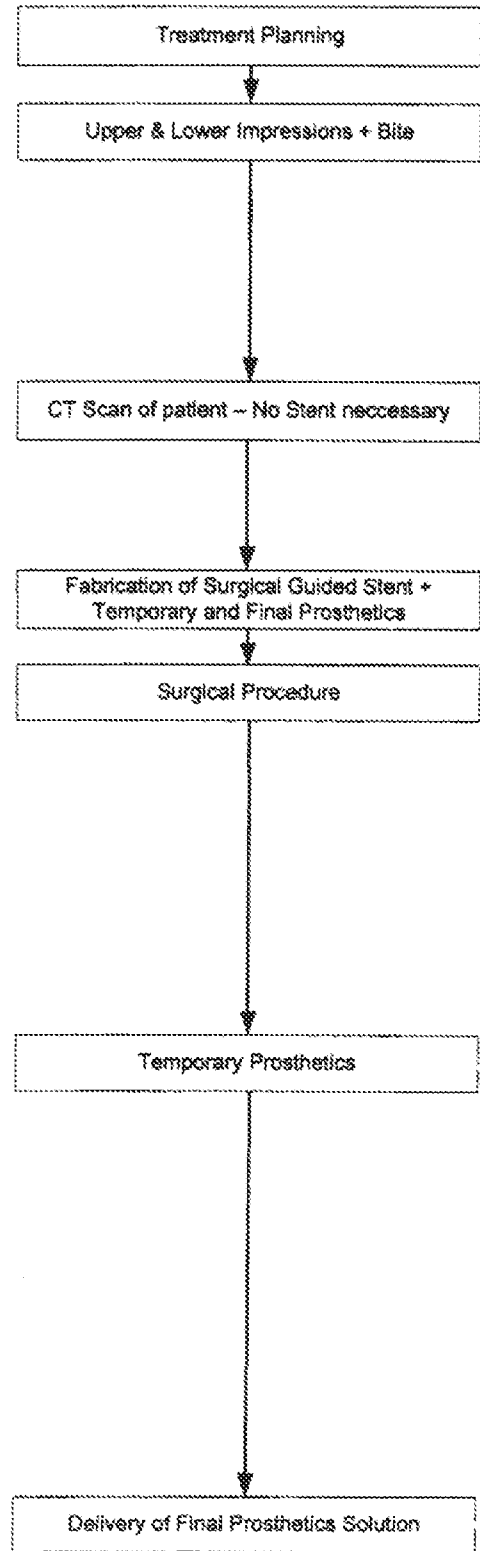 Treatment Planning
Upper & Lower Impressions + Bite
CT Scan of patient – No Stent neccessary
Fabrication of Surgical Guided Stent +
Temporary and Final Prosthetics
Surgical Procedure
Temporary Prosthetics
Delivery of Final Prosthetics Solution